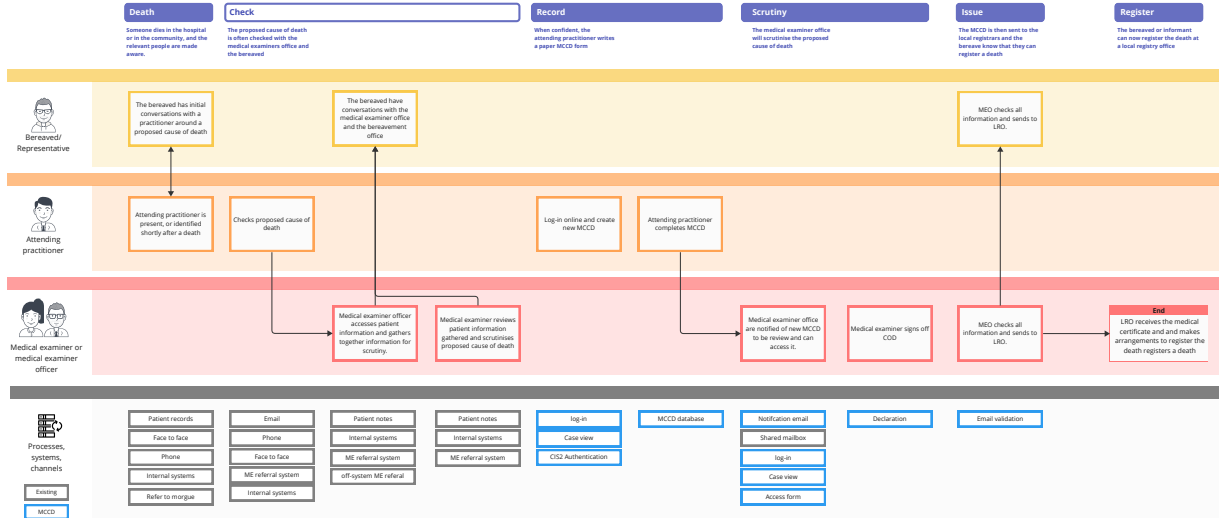 Death
Check
Record
Scrutiny
Issue
Register
Someone dies in the hospital
or in the community, and the
relevant people are made
aware.
The proposed cause of death
is often checked with the
medical examiners office and
the bereaved
When confident, the
attending practitioner writes
a paper MCCD form
The medical examiner office
will scrutinise the proposed
cause of death
The MCCD is then sent to the
local registrars and the
bereave know that they can
register a death
The bereaved or informant
can now register the death at
a local registry office
Bereaved/
Representative
The bereaved has initial
conversations with a
practitioner around a
proposed cause of death
The bereaved have
conversations with the
medical examiner office
and the bereavement
office
MEO checks all
information and sends to
LRO.
Attending
practitioner
Attending practitioner is
present, or identified
shortly after a death
Checks proposed cause of
death
Log-in online and create
new MCCD
Attending practitioner
completes MCCD
Medical examiner or
medical examiner
officer
Medical examiner officer
accesses patient
information and gathers
together information for
scrutiny.
Medical examiner reviews
patient information
gathered and scrutinises
proposed cause of death
Medical examiner office
are notified of new MCCD
to be review and can
access it.
Medical examiner signs off
COD
MEO checks all
information and sends to
LRO.
End
LRO receives the medical
certificate and and makes
arrangements to register the
death registers a death
Processes,
systems,
channels
Existing
MCCD
Patient records
Face to face
Phone
Internal systems
Refer to morgue
Email
Phone
Face to face
ME referral system
Internal systems
Patient notes
Internal systems
ME referral system
off-system ME referal
Patient notes
Internal systems
ME referral system
log-in
Case view
CIS2 Authentication
MCCD database
Notifcation email
Shared mailbox
log-in
Case view
Access form
Declaration
Email validation